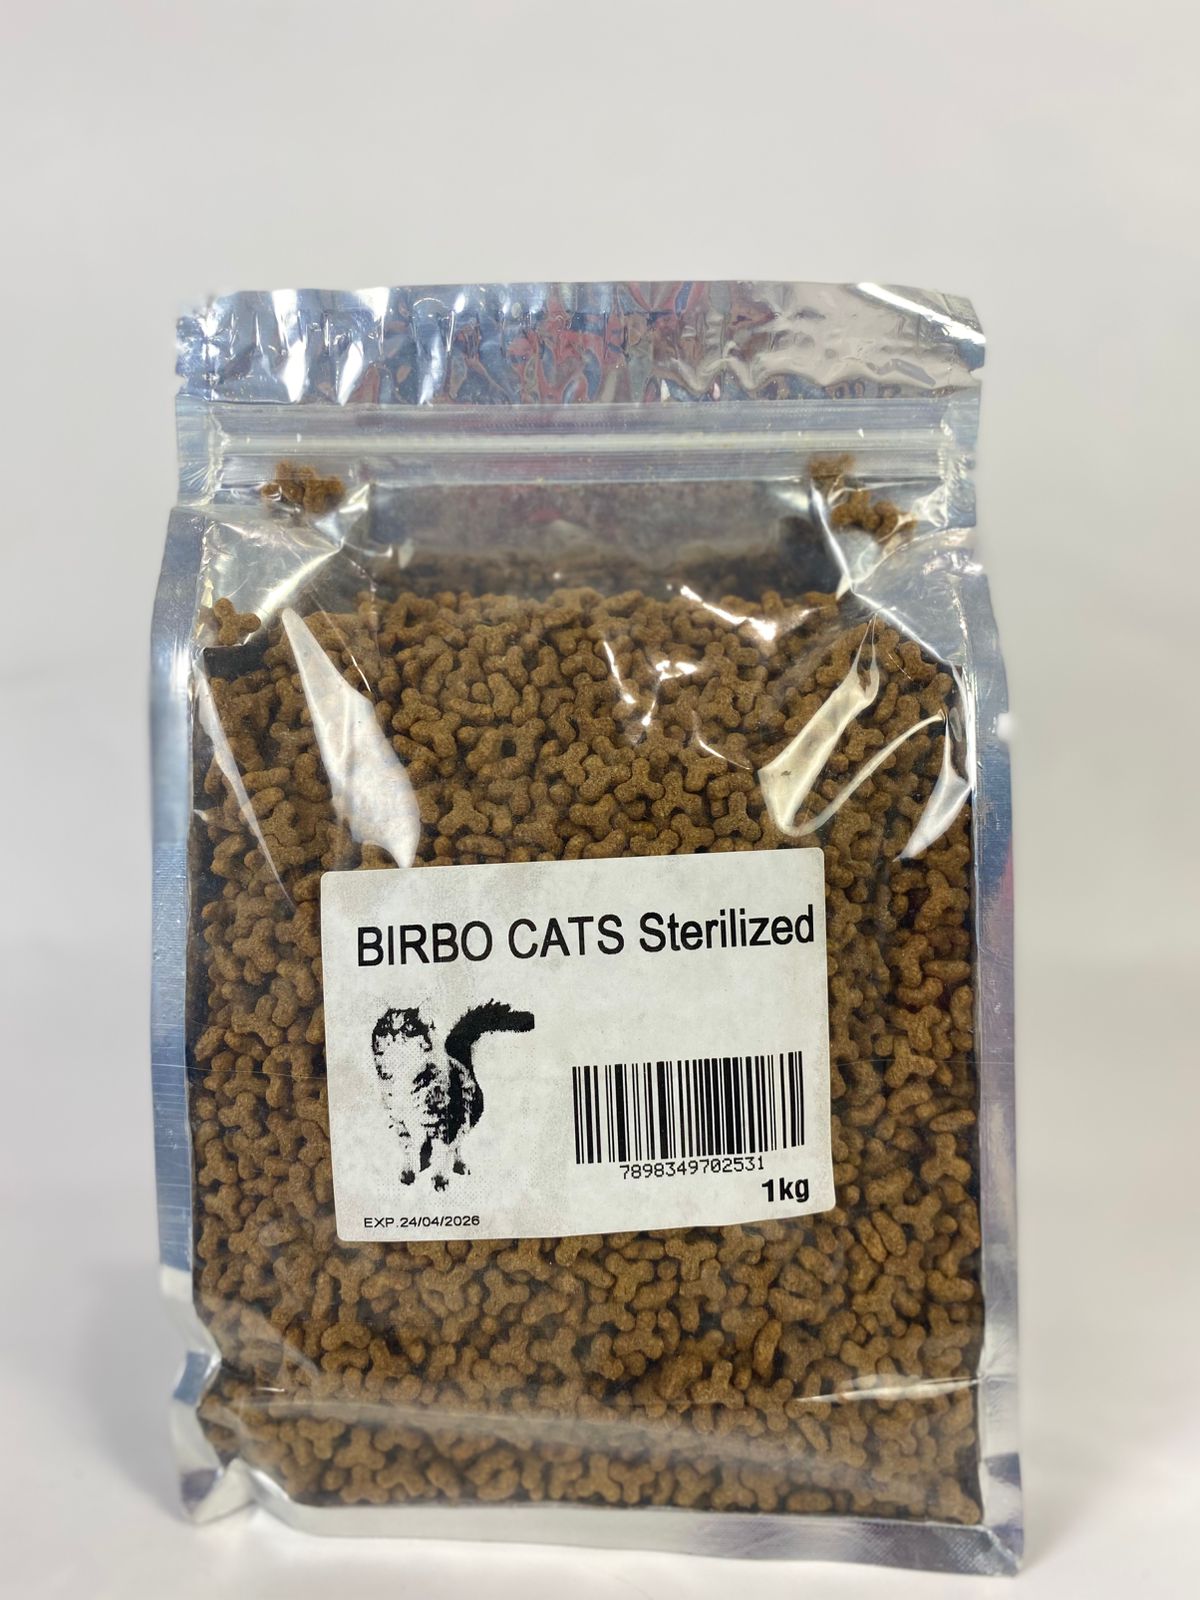 BIRBO CATS Sterilized
7898349702531
1kg
EXP.24/04/2026